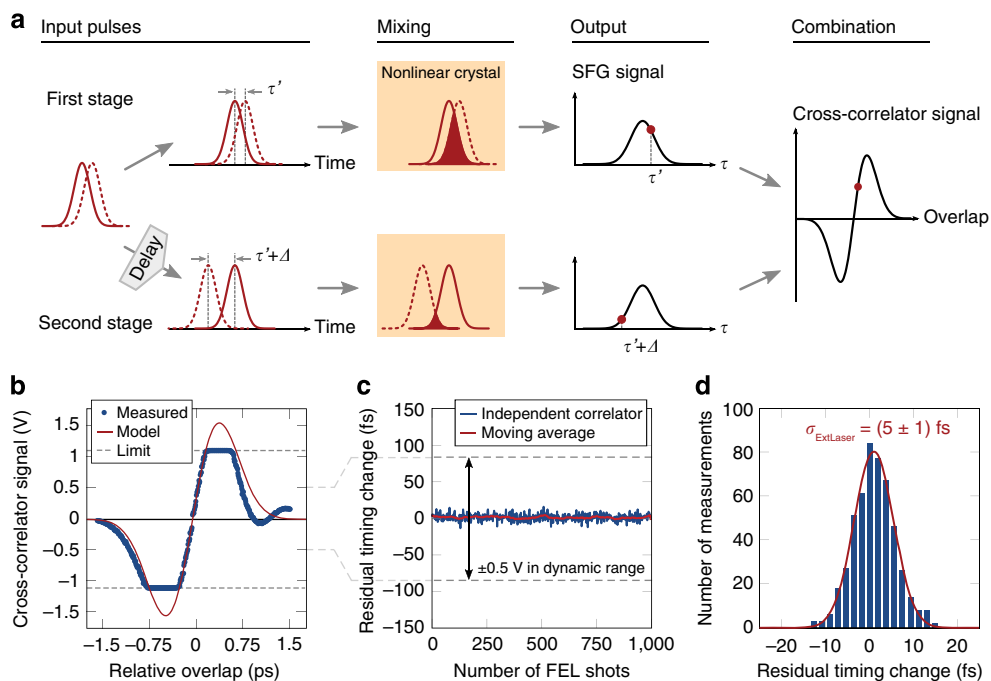 a
Input pulses
Mixing
Output
Combination
First stage
τ’
Time
Nonlinear crystal
SFG signal
τ’
τ
Cross-correlator signal
Overlap
Delay
Second stage
τ’+Δ
Time
τ’+Δ
τ
b
Measured
Model
Limit
Cross-correlator signal (V)
1.5
1
0.5
0
−0.5
−1
−1.5
−1.5
−0.75
0
0.75
1.5
Relative overlap (ps)
c
Independent correlator
Moving average
±0.5 V in dynamic range
Residual timing change (fs)
150
100
50
0
−50
−100
−150
0
250
500
750
1,000
Number of FEL shots
d
σExtLaser = (5 ± 1) fs
Number of measurements
100
80
60
40
20
0
−20
−10
0
10
20
Residual timing change (fs)